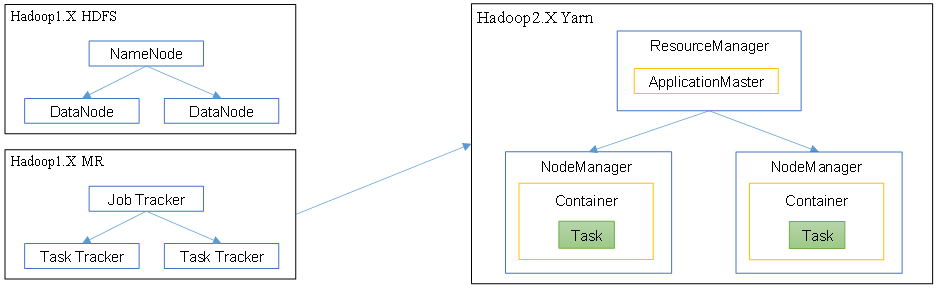 Hadoop1.X HDFS
NameNode
DataNode
DataNode
Hadoop1.X MR
Job Tracker
Task Tracker
Task Tracker
Hadoop2.X Yarn
ResourceManager
ApplicationMaster
NodeManager
Container
Task
NodeManager
Container
Task